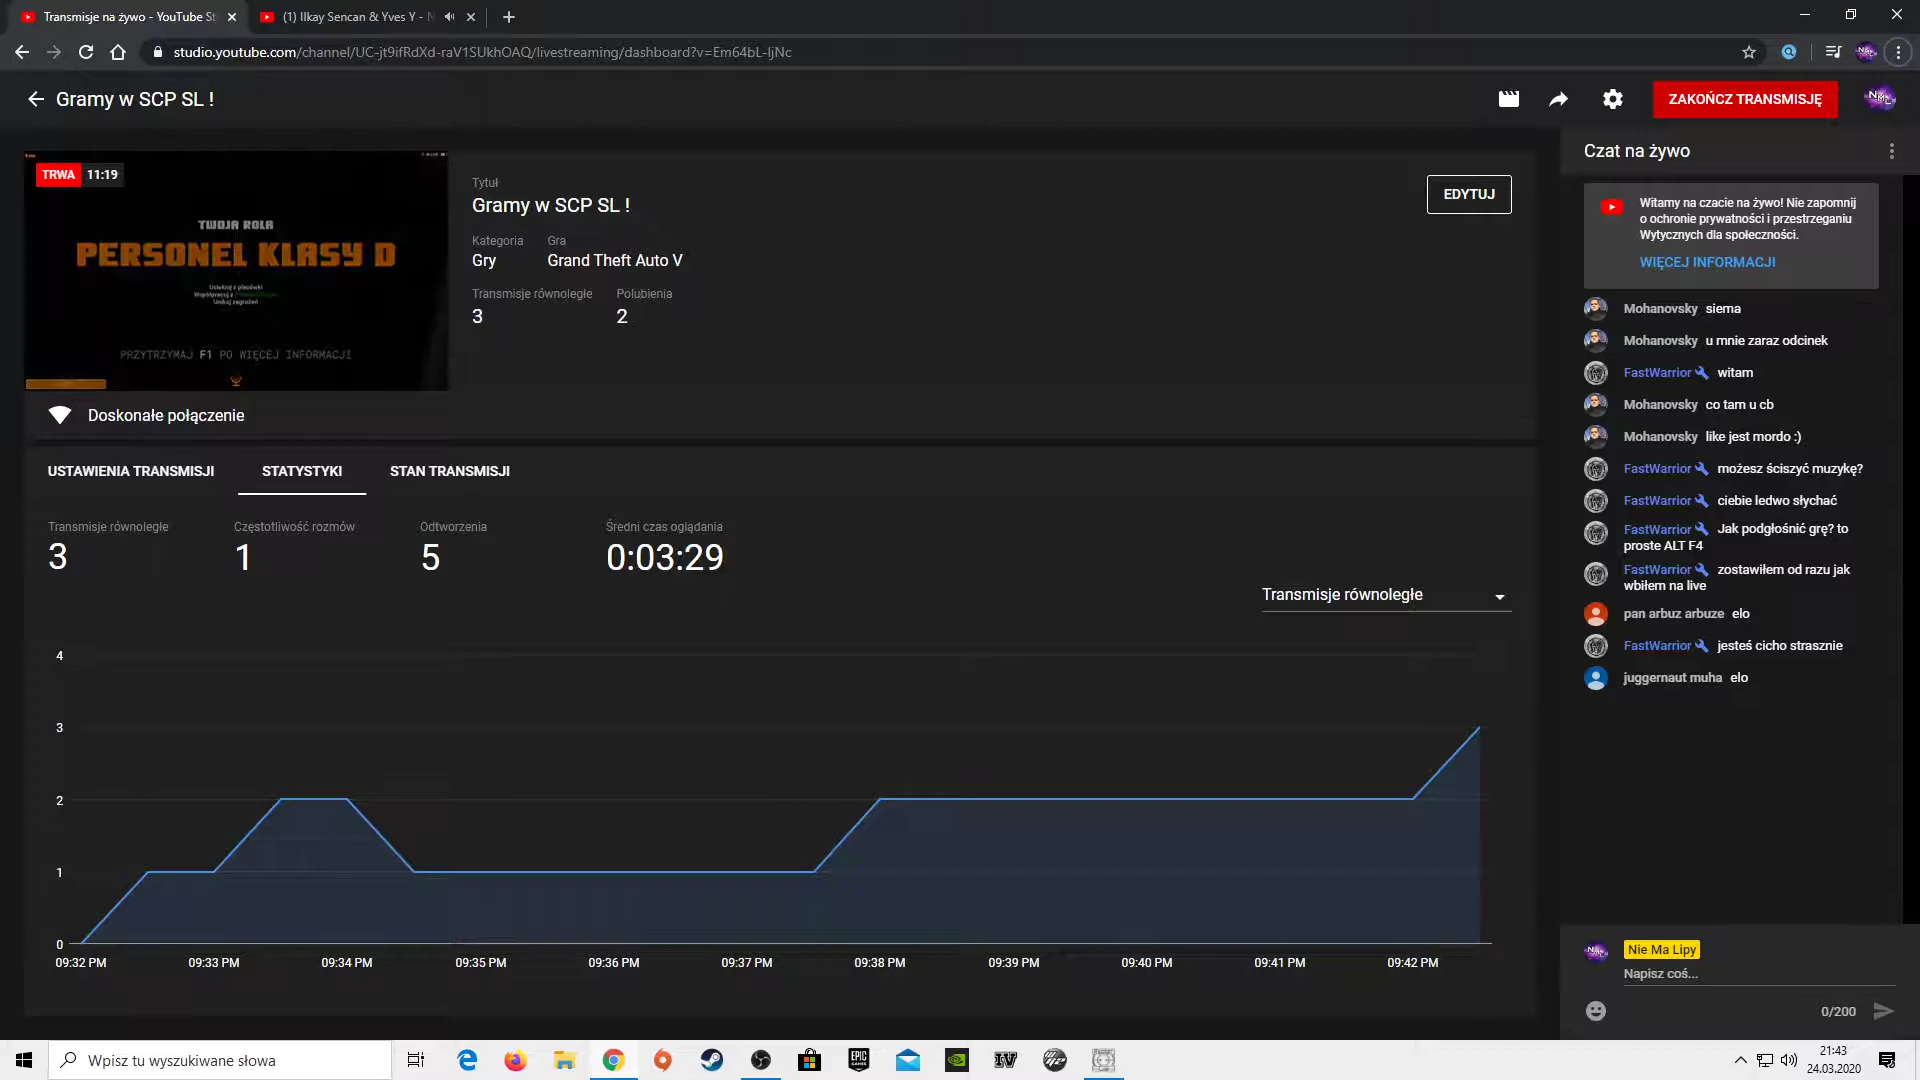 Transmisje na żywo - YouTube St
(1) Ilkay Sencan & Yves Y - N
studio.youtube.com/channel/UC-jt9ifRdXd-raV1SUkhOAQ/livestreaming/dashboard?v=Em64bL-IjNc
Gramy w SCP SL !
ZAKOŃCZ TRANSMISJĘ
TRWA 11:19
TWOJA ROLA
PERSONEL KLASY D
Ucieknij z placówki
Współpracuj z
Unikaj zagrożeń
PRZYTRZYMAJ F1 PO WIĘCEJ INFORMACJI
Doskonałe połączenie
Tytuł
Gramy w SCP SL !
EDYTUJ
Kategoria Gra
Gry Grand Theft Auto V
Transmisje równoległe Polubienia
3 2
USTAWIENIA TRANSMISJI STATYSTYKI STAN TRANSMISJI
Transmisje równoległe Częstotliwość rozmów Odtworzenia Średni czas oglądania
3 1 5 0:03:29
Transmisje równoległe
4
3
2
1
0
09:32 PM 09:33 PM 09:34 PM 09:35 PM 09:36 PM 09:37 PM 09:38 PM 09:39 PM 09:40 PM 09:41 PM 09:42 PM
Czat na żywo
Witamy na czacie na żywo! Nie zapomnij
o ochronie prywatności i przestrzeganiu
Wytycznych dla społeczności.
WIĘCEJ INFORMACJI
Mohanovsky siema
Mohanovsky u mnie zaraz odcinek
FastWarrior witam
Mohanovsky co tam u cb
Mohanovsky like jest mordo :)
FastWarrior możesz ściszyć muzykę?
FastWarrior ciebie ledwo słychać
FastWarrior Jak podgłośnić grę? to
proste ALT F4
FastWarrior zostawiłem od razu jak
wbiłem na live
pan arbuz arbuze elo
FastWarrior jesteś cicho strasznie
juggernaut muha elo
Nie Ma Lipy
Napisz coś...
0/200
Wpisz tu wyszukiwane słowa
EPIC
GAMES
IV
21:43
24.03.2020